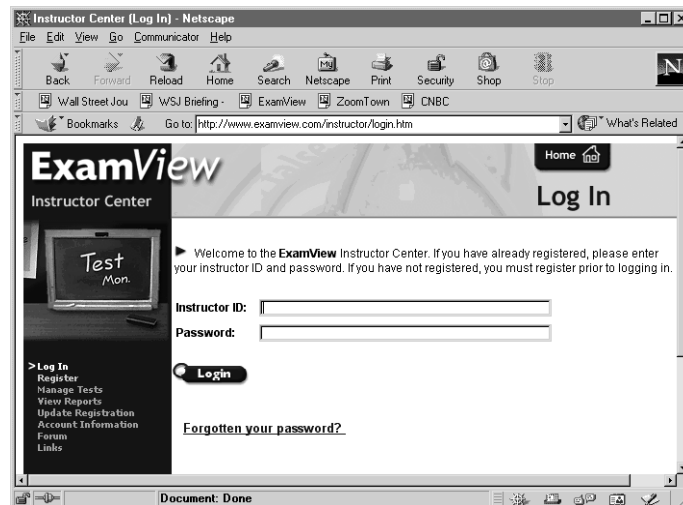 Instructor Center (Log In) - Netscape
File Edit View Go Communicator Help
Back Forward Reload Home Search Netscape Print Security Shop Stop
My
N
Wall Street Jou WSJ Briefing - ExamView ZoomTown CNBC
Bookmarks Go to: http://www.examview.com/instructor/login.htm What's Related
ExamView
Home
Instructor Center
Log In
Test
Mon.
Welcome to the ExamView Instructor Center. If you have already registered, please enter
your instructor ID and password. If you have not registered, you must register prior to logging in.
Instructor ID:
Password:
Login
Forgotten your password?
>Log In
Register
Manage Tests
View Reports
Update Registration
Account Information
Forum
Links
Document: Done